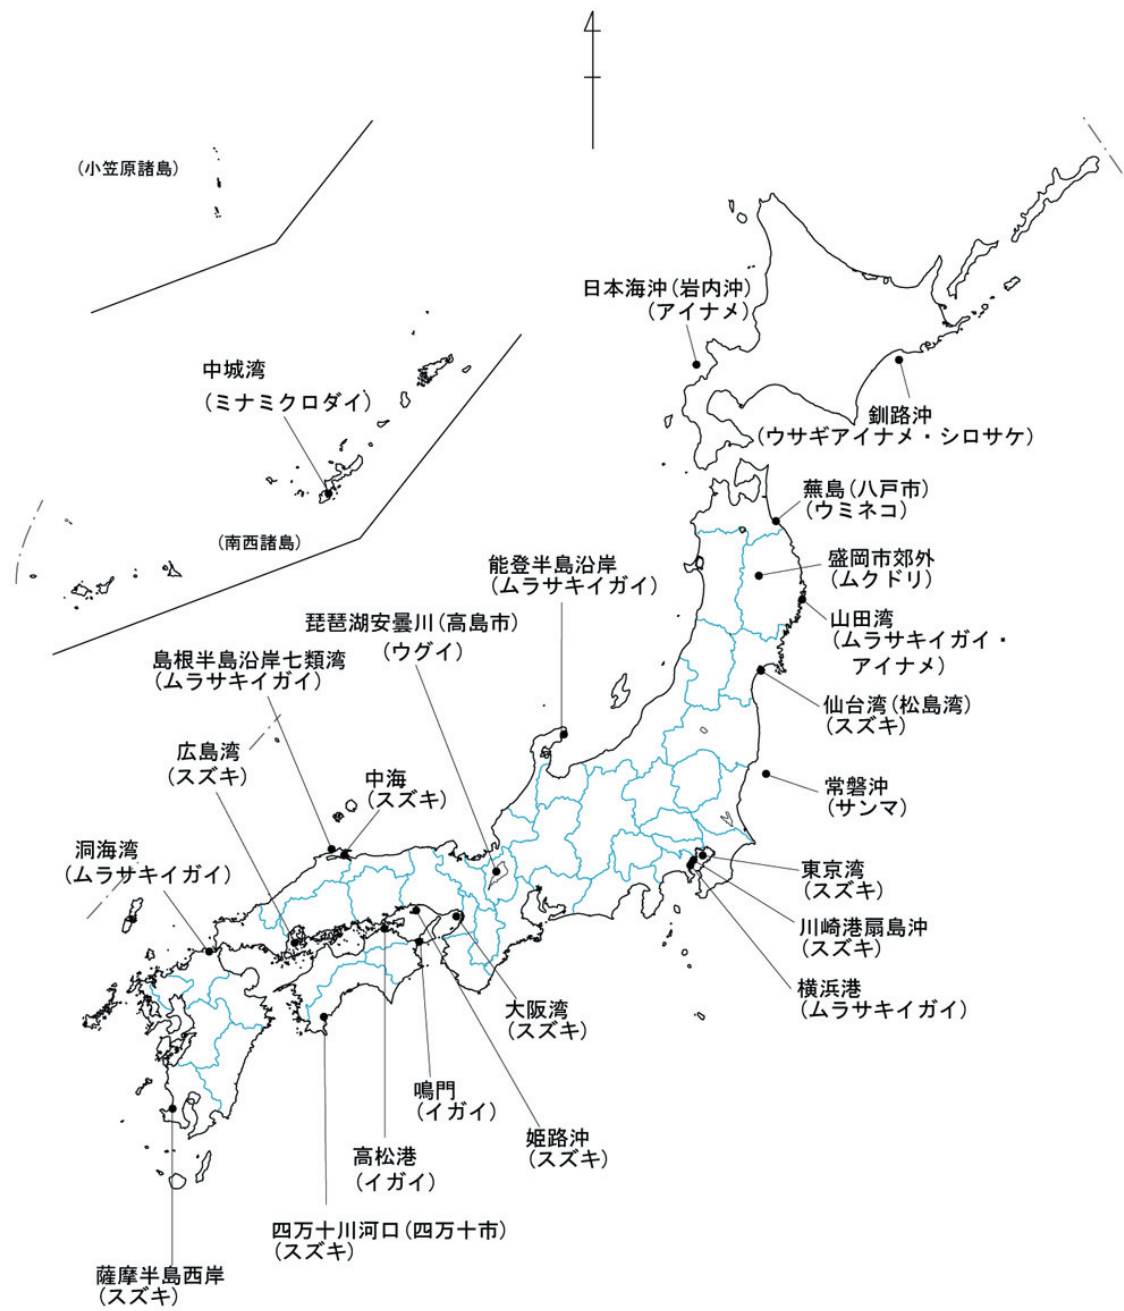 (小笠原諸島)
日本海沖(岩内沖)
(アイナメ)
中城湾
(ミナミクロダイ)
釧路沖
(ウサギアイナメ・シロサケ)
蕪島(八戸市)
(ウミネコ)
(南西諸島)
盛岡市郊外
(ムクドリ)
能登半島沿岸
(ムラサキイガイ)
山田湾
(ムラサキイガイ・
アイナメ)
琵琶湖安曇川(高島市)
(ウグイ)
島根半島沿岸七類湾
(ムラサキイガイ)
仙台湾(松島湾)
(スズキ)
広島湾
(スズキ)
中海
(スズキ)
常磐沖
(サンマ)
洞海湾
(ムラサキイガイ)
東京湾
(スズキ)
川崎港扇島沖
(スズキ)
横浜港
(ムラサキイガイ)
大阪湾
(スズキ)
鳴門
(イガイ)
姫路沖
(スズキ)
高松港
(イガイ)
四万十川河口(四万十市)
(スズキ)
薩摩半島西岸
(スズキ)